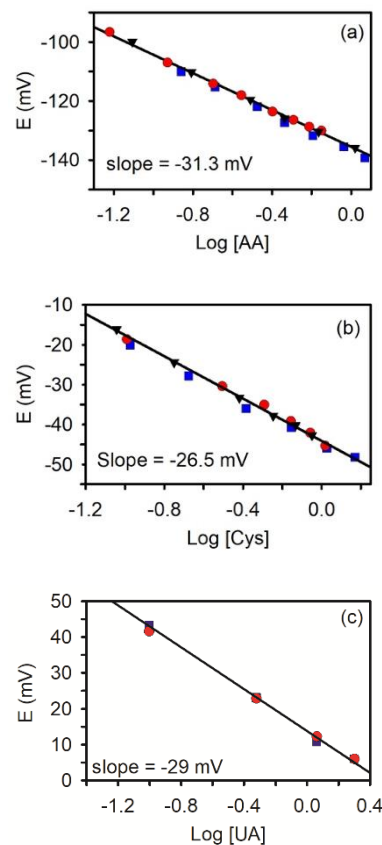 (a)
E (mV)
-100
-120
-140
slope = -31.3 mV
-1.2 -0.8 -0.4 0.0
Log [AA]
(b)
E (mV)
-10
-20
-30
-40
-50
Slope = -26.5 mV
-1.2 -0.8 -0.4 0.0
Log [Cys]
(c)
E (mV)
50
40
30
20
10
0
slope = -29 mV
-1.2 -0.8 -0.4 0.0 0.4
Log [UA]